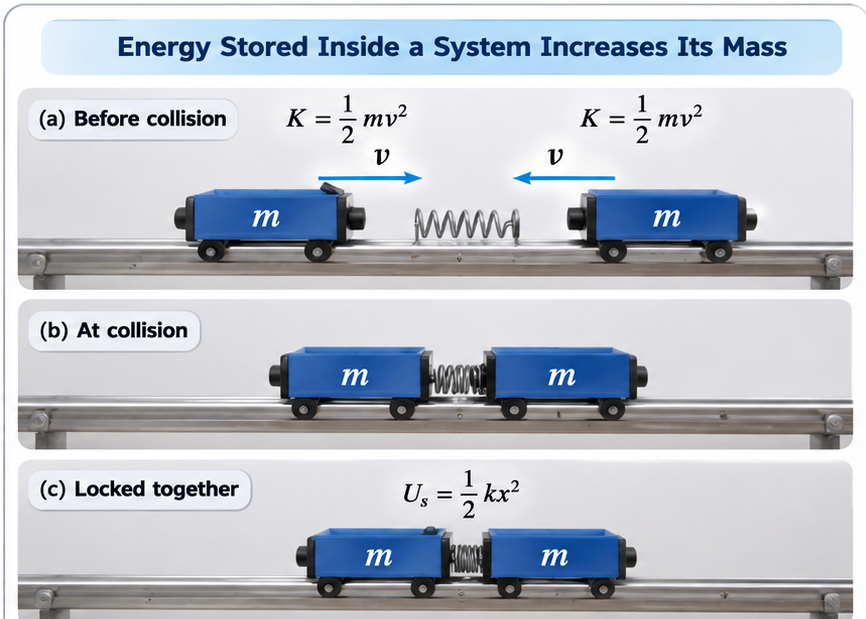 Energy Stored Inside a System Increases Its Mass
(a) Before collision
K = 1/2 mv²
K = 1/2 mv²
v
v
m
m
(b) At collision
m
m
(c) Locked together
Uₛ = 1/2 kx²
m
m